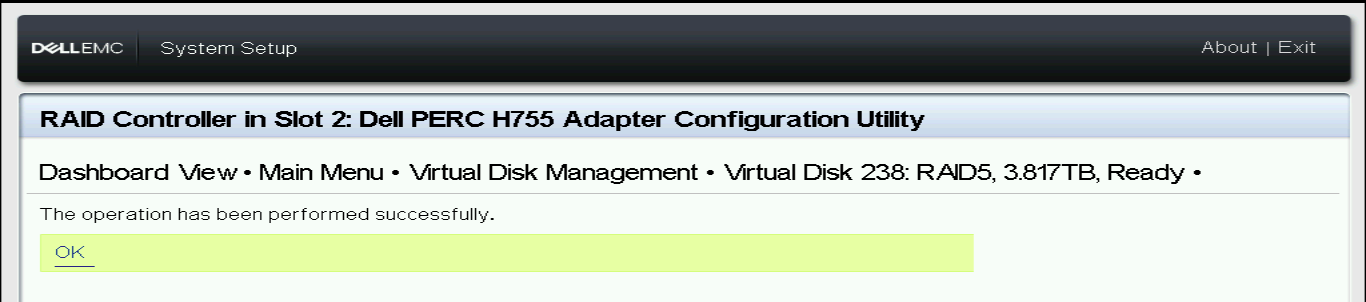 DELLEMC System Setup About | Exit
RAID Controller in Slot 2: Dell PERC H755 Adapter Configuration Utility
Dashboard View • Main Menu • Virtual Disk Management • Virtual Disk 238: RAID5, 3.817TB, Ready •
The operation has been performed successfully.
OK